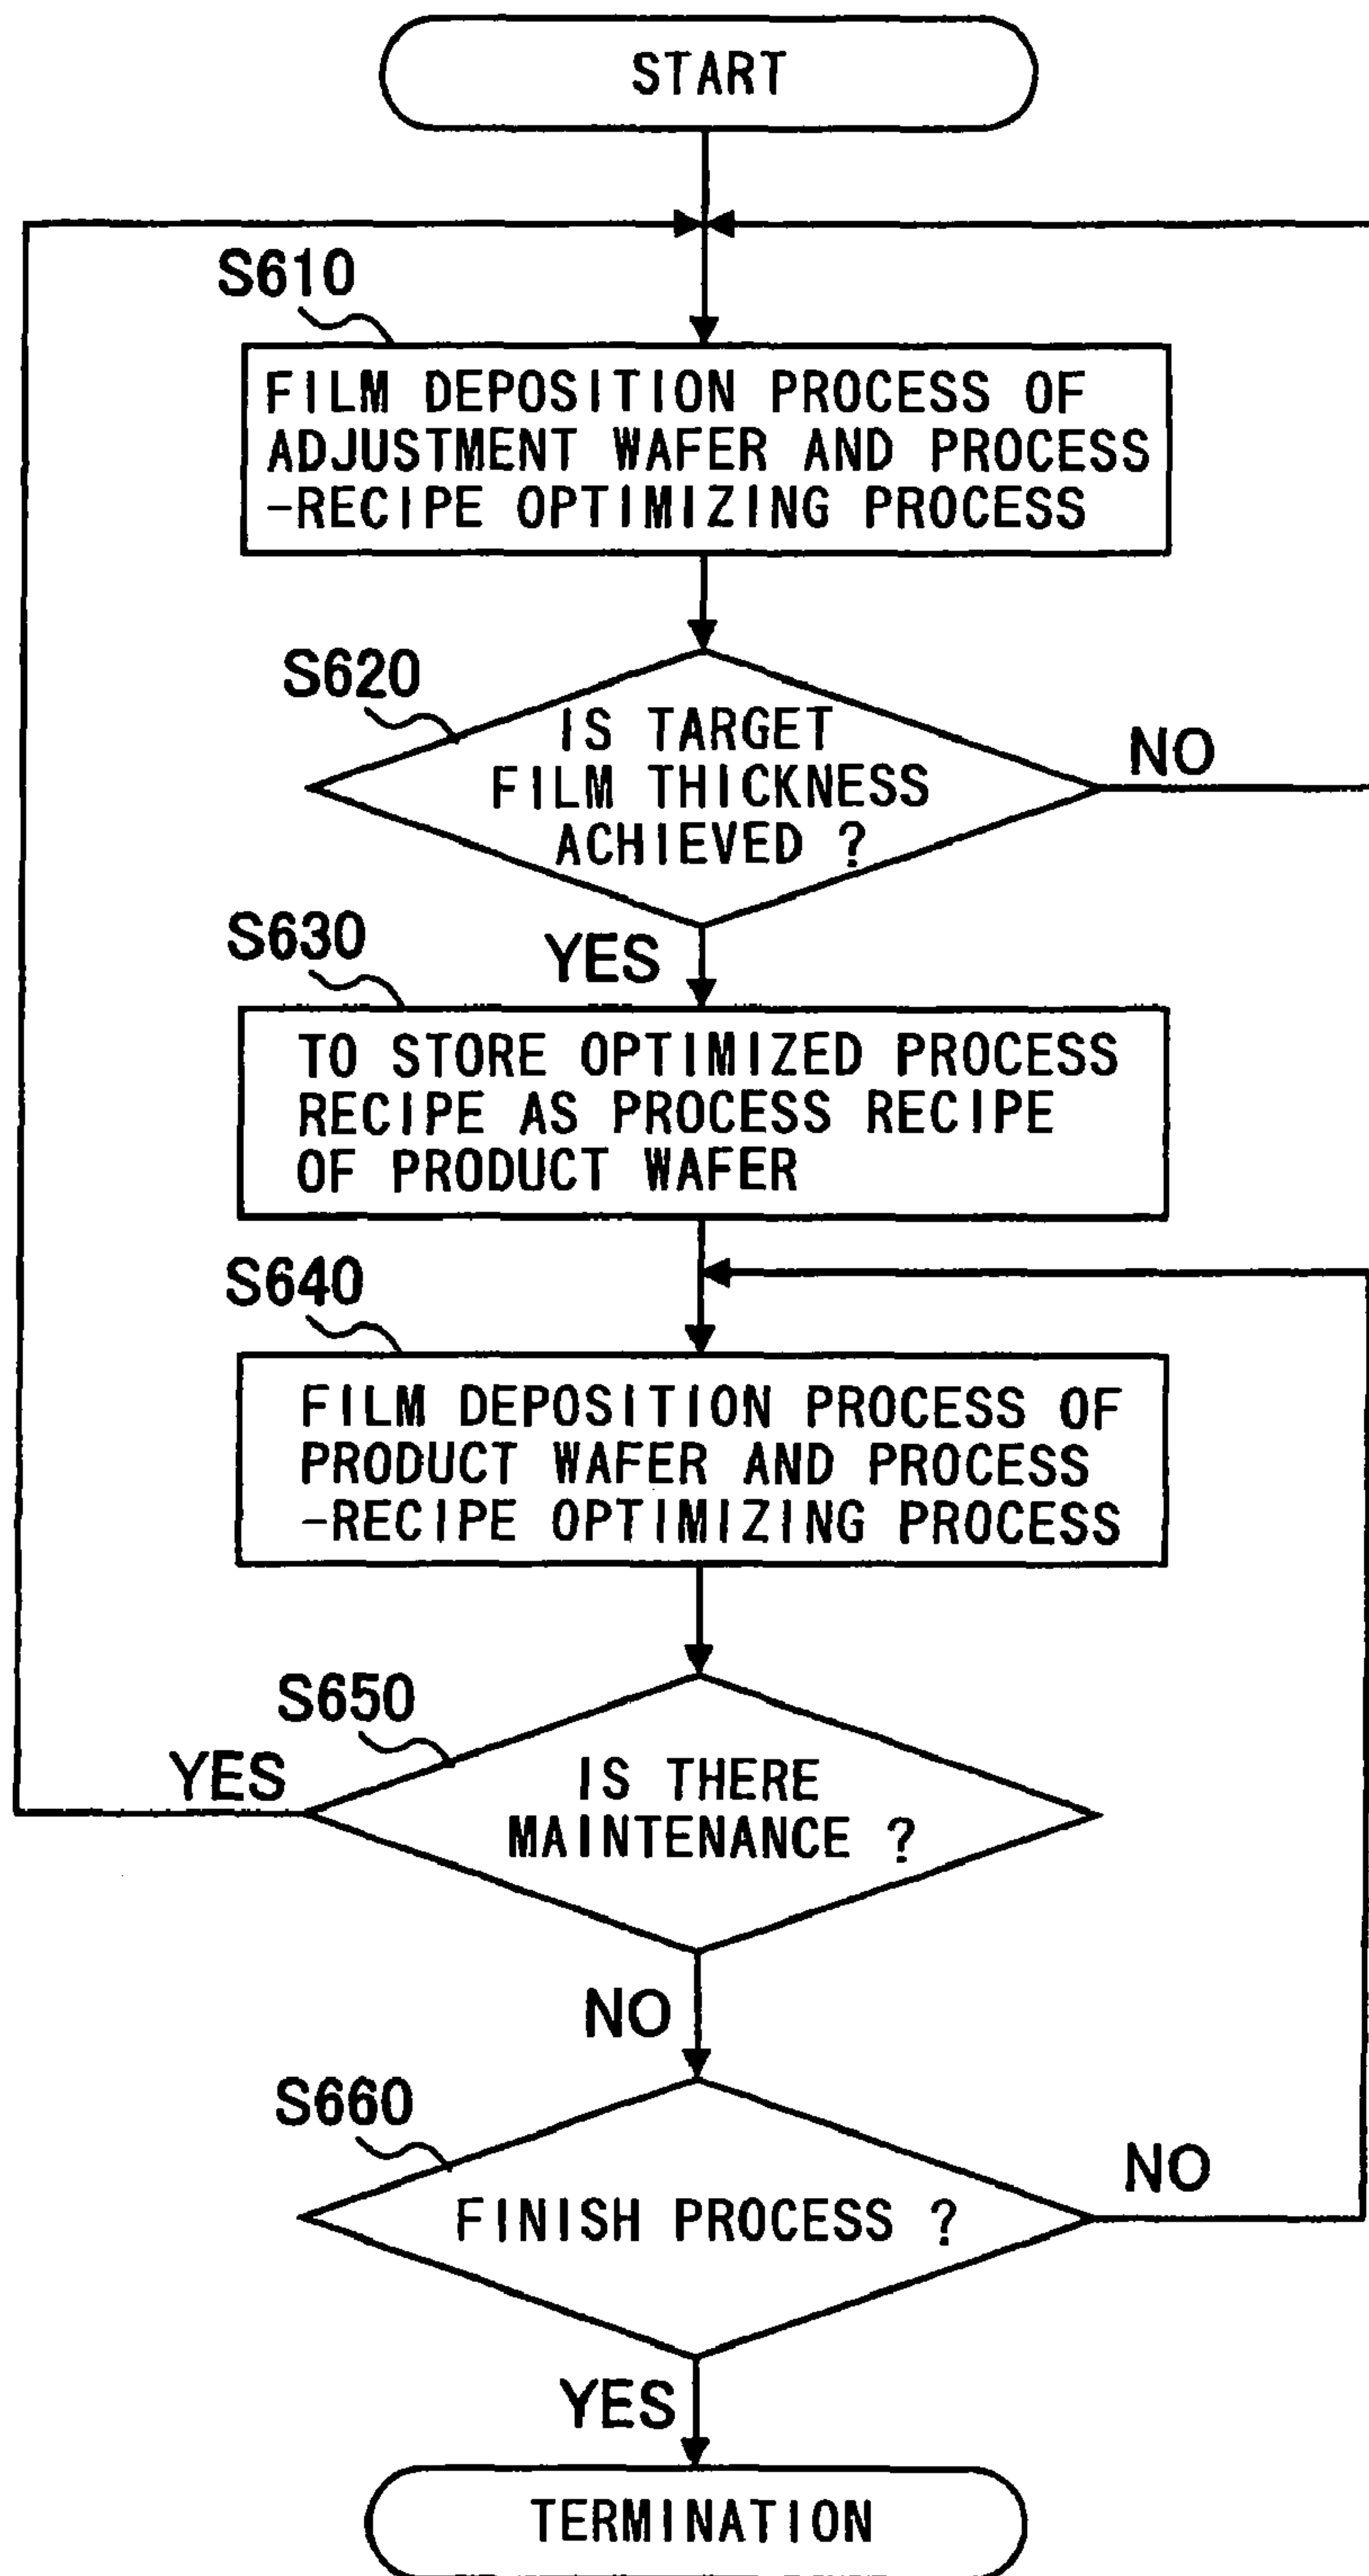 START
S610
FILM DEPOSITION PROCESS OF
ADJUSTMENT WAFER AND PROCESS
-RECIPE OPTIMIZING PROCESS
S620
IS TARGET
FILM THICKNESS
ACHIEVED ?
NO
YES
S630
TO STORE OPTIMIZED PROCESS
RECIPE AS PROCESS RECIPE
OF PRODUCT WAFER
S640
FILM DEPOSITION PROCESS OF
PRODUCT WAFER AND PROCESS
-RECIPE OPTIMIZING PROCESS
S650
YES
IS THERE
MAINTENANCE ?
NO
S660
FINISH PROCESS ?
NO
YES
TERMINATION